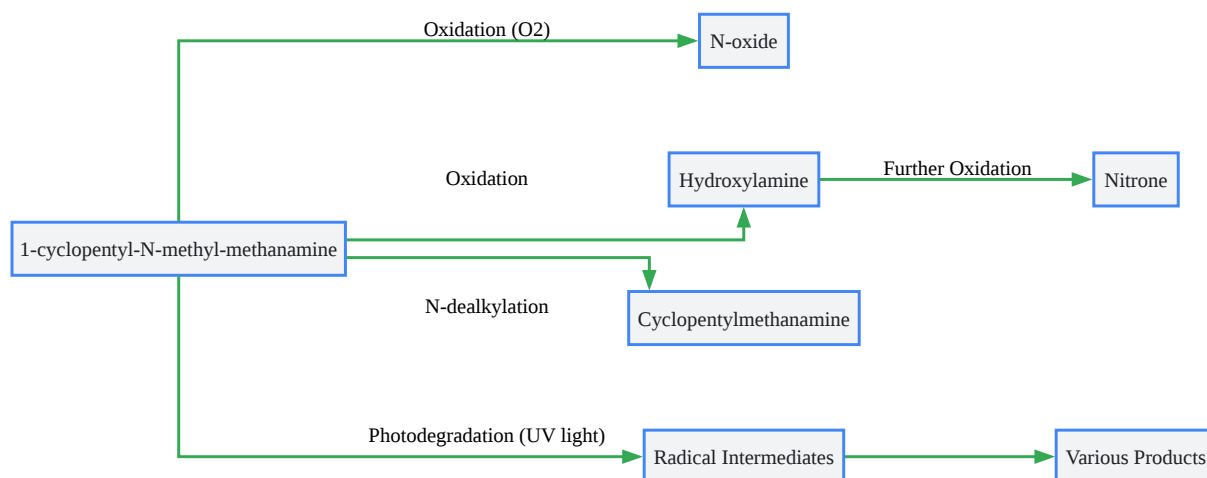 Oxidation (O2)
N-oxide
Oxidation
Hydroxylamine
Further Oxidation
Nitrone
1-cyclopentyl-N-methyl-methanamine
N-dealkylation
Cyclopentylmethanamine
Photodegradation (UV light)
Radical Intermediates
Various Products